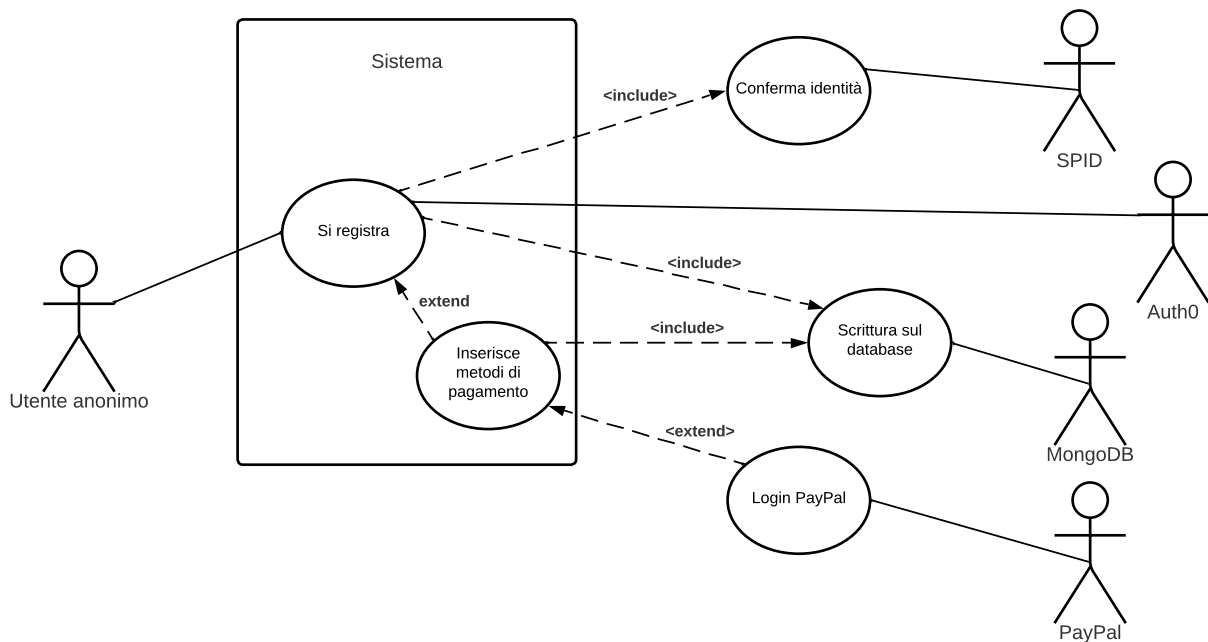 Sistema
Conferma identità
<include>
SPID
Si registra
<include>
Auth0
extend
<include>
Scrittura sul
database
Inserisce
metodi di
pagamento
Utente anonimo
<extend>
MongoDB
Login PayPal
PayPal